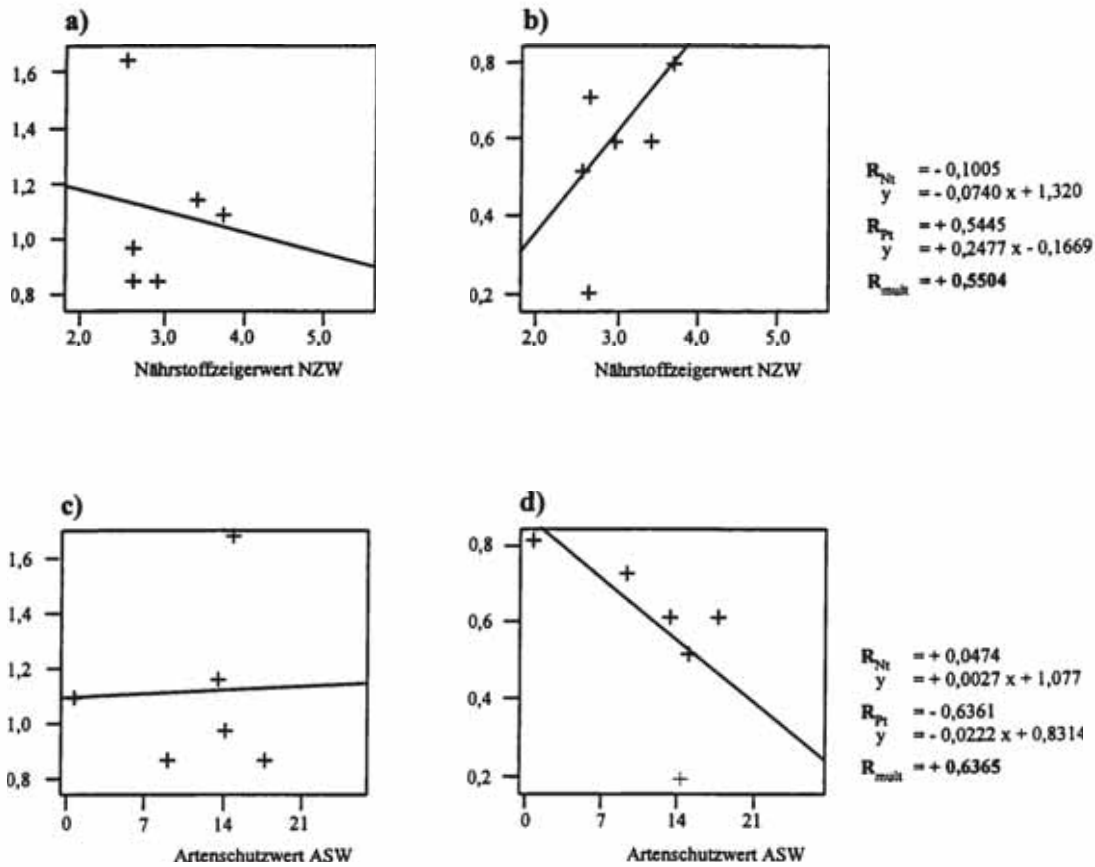 a)
1,6
1,4
1,2
1,0
0,8
2.0 3.0 4.0 5.0
Nährstoffzeigerwert NZW
b)
0,8
0,6
0,4
0,2
2.0 3.0 4.0 5.0
Nährstoffzeigerwert NZW
R_Nt = - 0,1005
y = - 0,0740 x + 1,320
R_Pt = + 0,5445
y = + 0,2477 x - 0,1669
R_mult = + 0,5504
c)
1,6
1,4
1,2
1,0
0,8
0 7 14 21
Artenschutzwert ASW
d)
0,8
0,6
0,4
0,2
0 7 14 21
Artenschutzwert ASW
R_Nt = + 0,0474
y = + 0,0027 x + 1,077
R_Pt = - 0,6361
y = - 0,0222 x + 0,8314
R_mult = + 0,6365